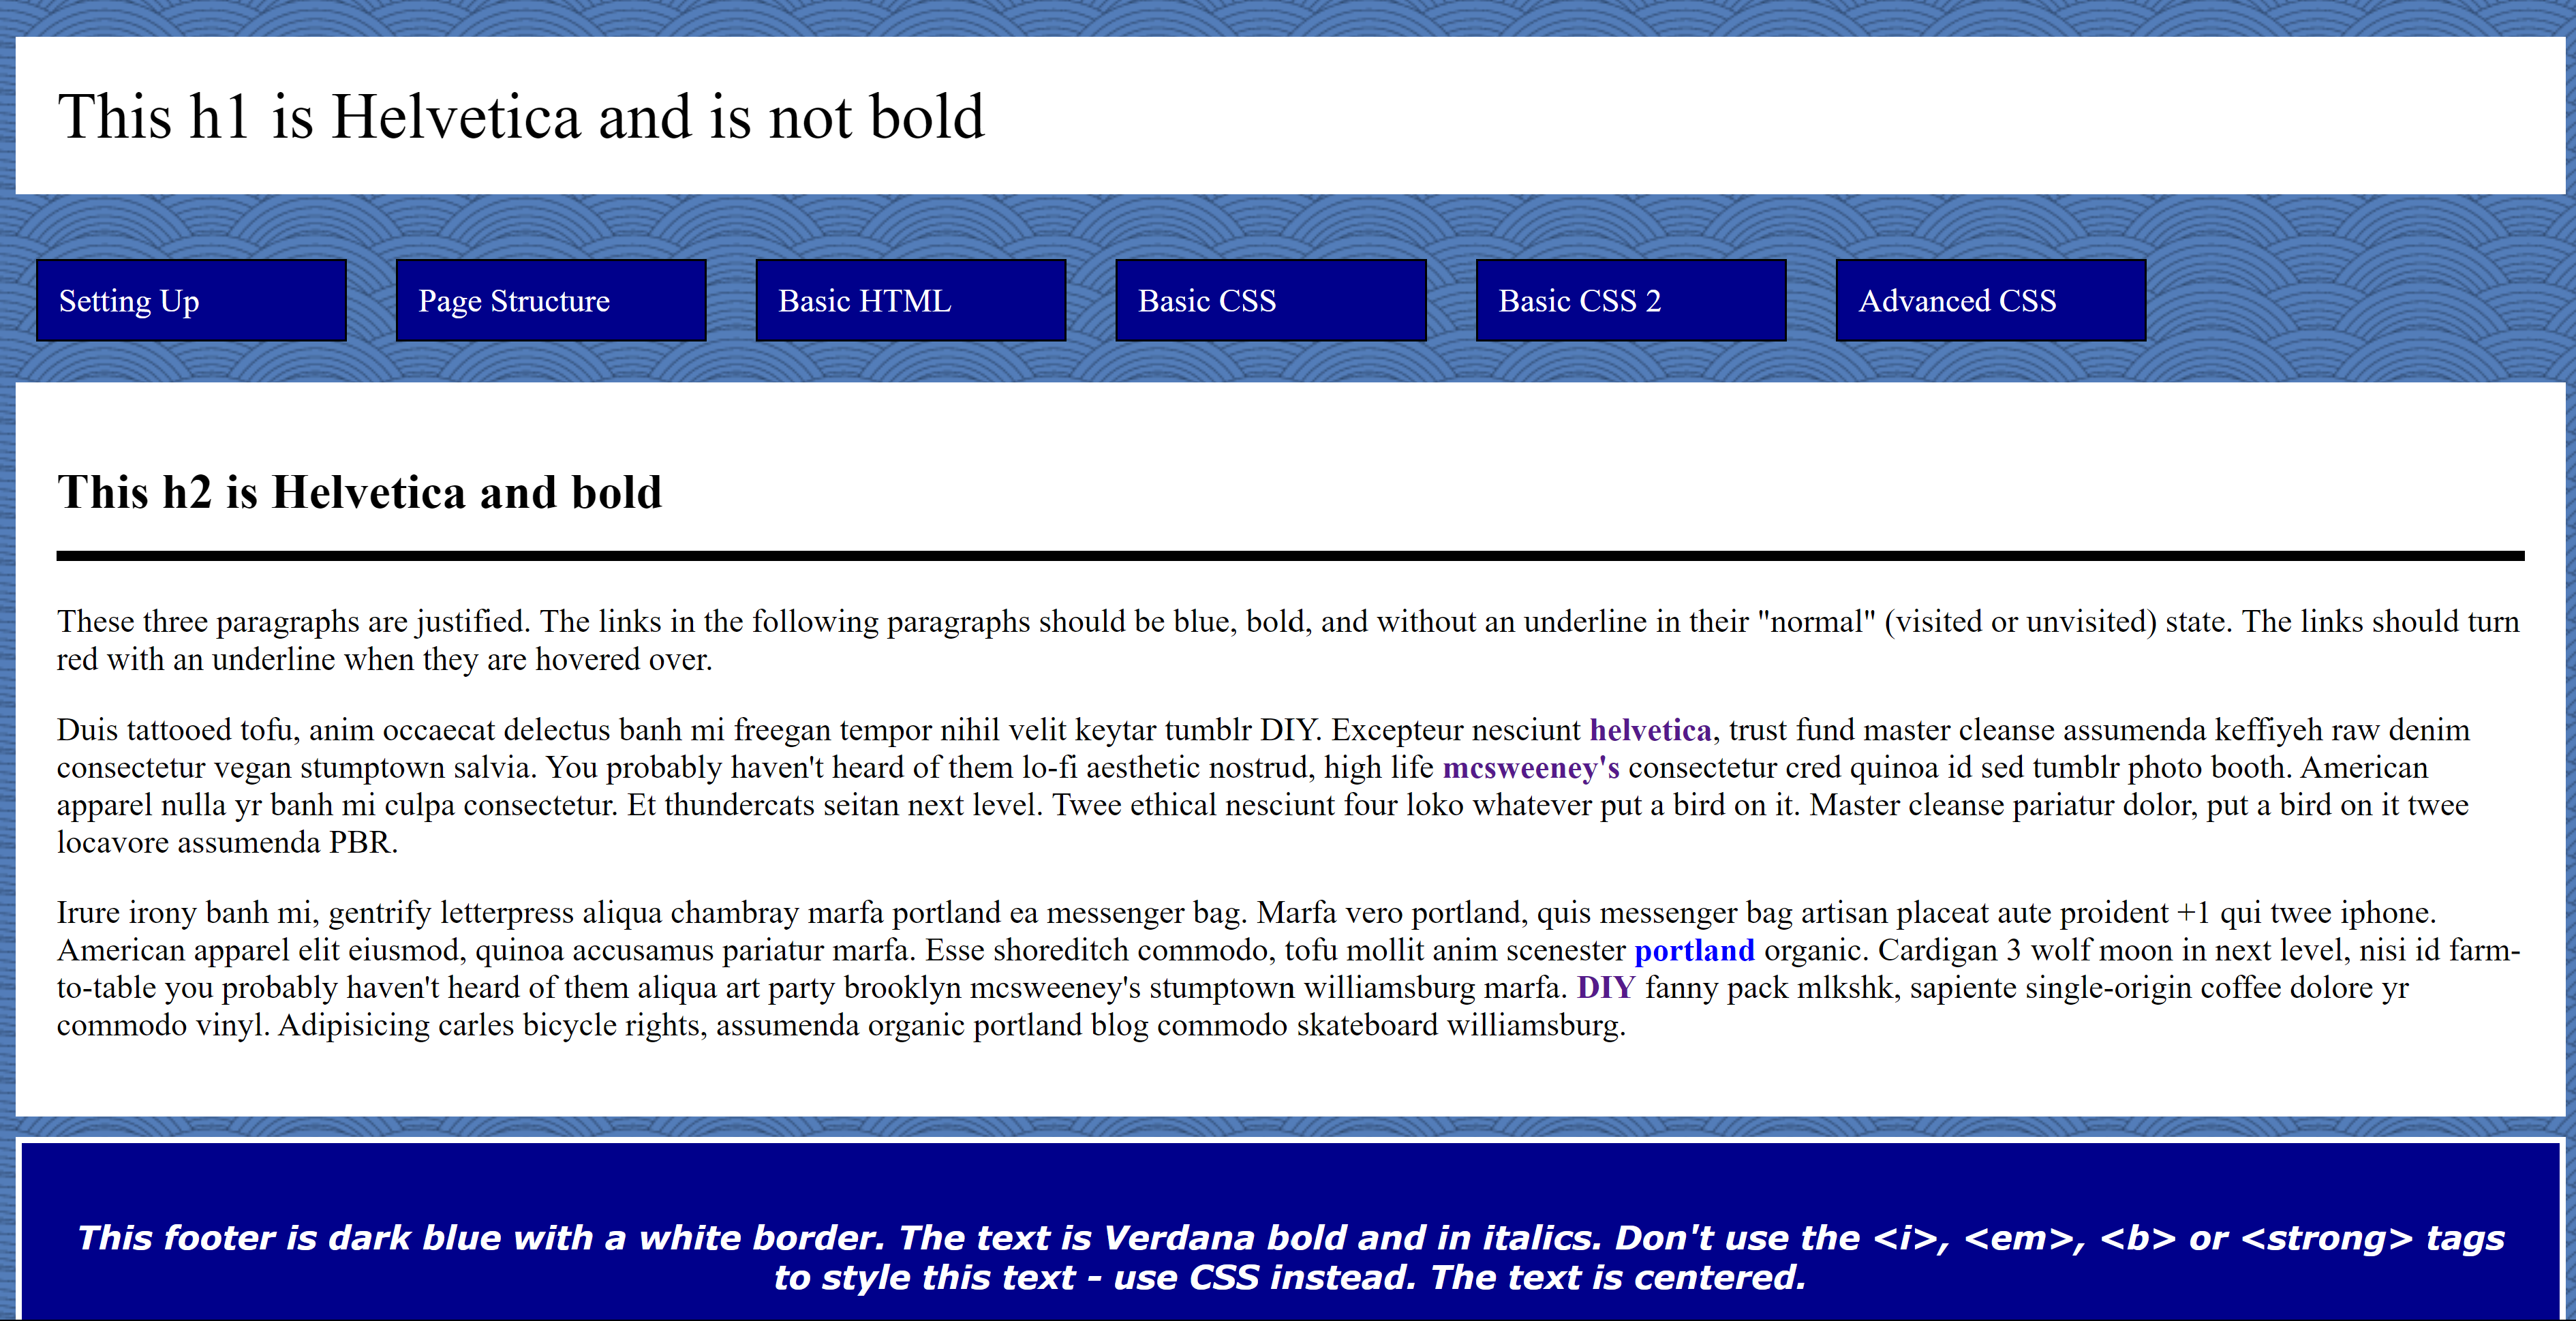 This h1 is Helvetica and is not bold
Setting Up
Page Structure
Basic HTML
Basic CSS
Basic CSS 2
Advanced CSS
This h2 is Helvetica and bold
These three paragraphs are justified. The links in the following paragraphs should be blue, bold, and without an underline in their "normal" (visited or unvisited) state. The links should turn
red with an underline when they are hovered over.
Duis tattooed tofu, anim occaecat delectus banh mi freegan tempor nihil velit keytar tumblr DIY. Excepteur nesciunt helvetica, trust fund master cleanse assumenda keffiyeh raw denim
consectetur vegan stumptown salvia. You probably haven't heard of them lo-fi aesthetic nostrud, high life mcsweeney's consectetur cred quinoa id sed tumblr photo booth. American
apparel nulla yr banh mi culpa consectetur. Et thundercats seitan next level. Twee ethical nesciunt four loko whatever put a bird on it. Master cleanse pariatur dolor, put a bird on it twee
locavore assumenda PBR.
Irure irony banh mi, gentrify letterpress aliqua chambray marfa portland ea messenger bag. Marfa vero portland, quis messenger bag artisan placeat aute proident +1 qui twee iphone.
American apparel elit eiusmod, quinoa accusamus pariatur marfa. Esse shoreditch commodo, tofu mollit anim scenester portland organic. Cardigan 3 wolf moon in next level, nisi id farm-
to-table you probably haven't heard of them aliqua art party brooklyn mcsweeney's stumptown williamsburg marfa. DIY fanny pack mlkshk, sapiente single-origin coffee dolore yr
commodo vinyl. Adipisicing carles bicycle rights, assumenda organic portland blog commodo skateboard williamsburg.
This footer is dark blue with a white border. The text is Verdana bold and in italics. Don't use the <i>, <em>, <b> or <strong> tags
to style this text - use CSS instead. The text is centered.